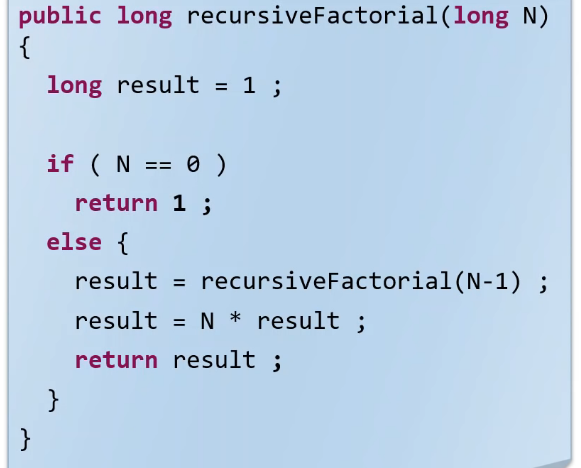 public long recursiveFactorial(long N)
{
long result = 1 ;
if ( N == 0 )
return 1 ;
else {
result = recursiveFactorial(N-1) ;
result = N * result ;
return result ;
}
}